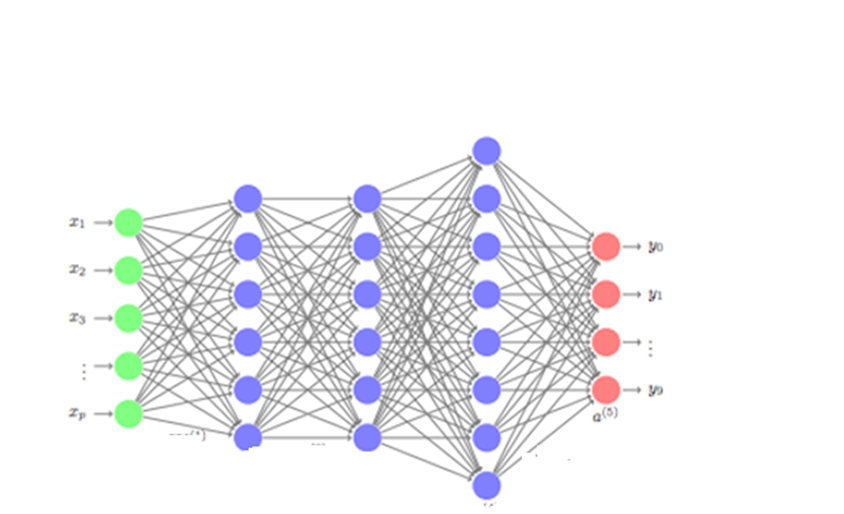 x₁
x₂
x₃
⋮
xₚ
y₀
y₁
⋮
y₉
a⁽⁵⁾